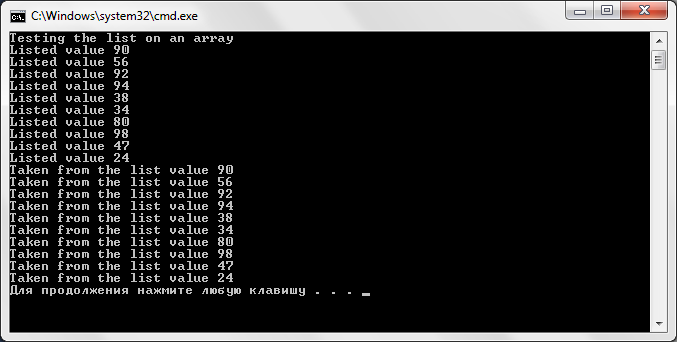 C:\Windows\system32\cmd.exe
Testing the list on an array
Listed value 90
Listed value 56
Listed value 92
Listed value 94
Listed value 38
Listed value 34
Listed value 80
Listed value 98
Listed value 47
Listed value 24
Taken from the list value 90
Taken from the list value 56
Taken from the list value 92
Taken from the list value 94
Taken from the list value 38
Taken from the list value 34
Taken from the list value 80
Taken from the list value 98
Taken from the list value 47
Taken from the list value 24
Для продолжения нажмите любую клавишу . . . _